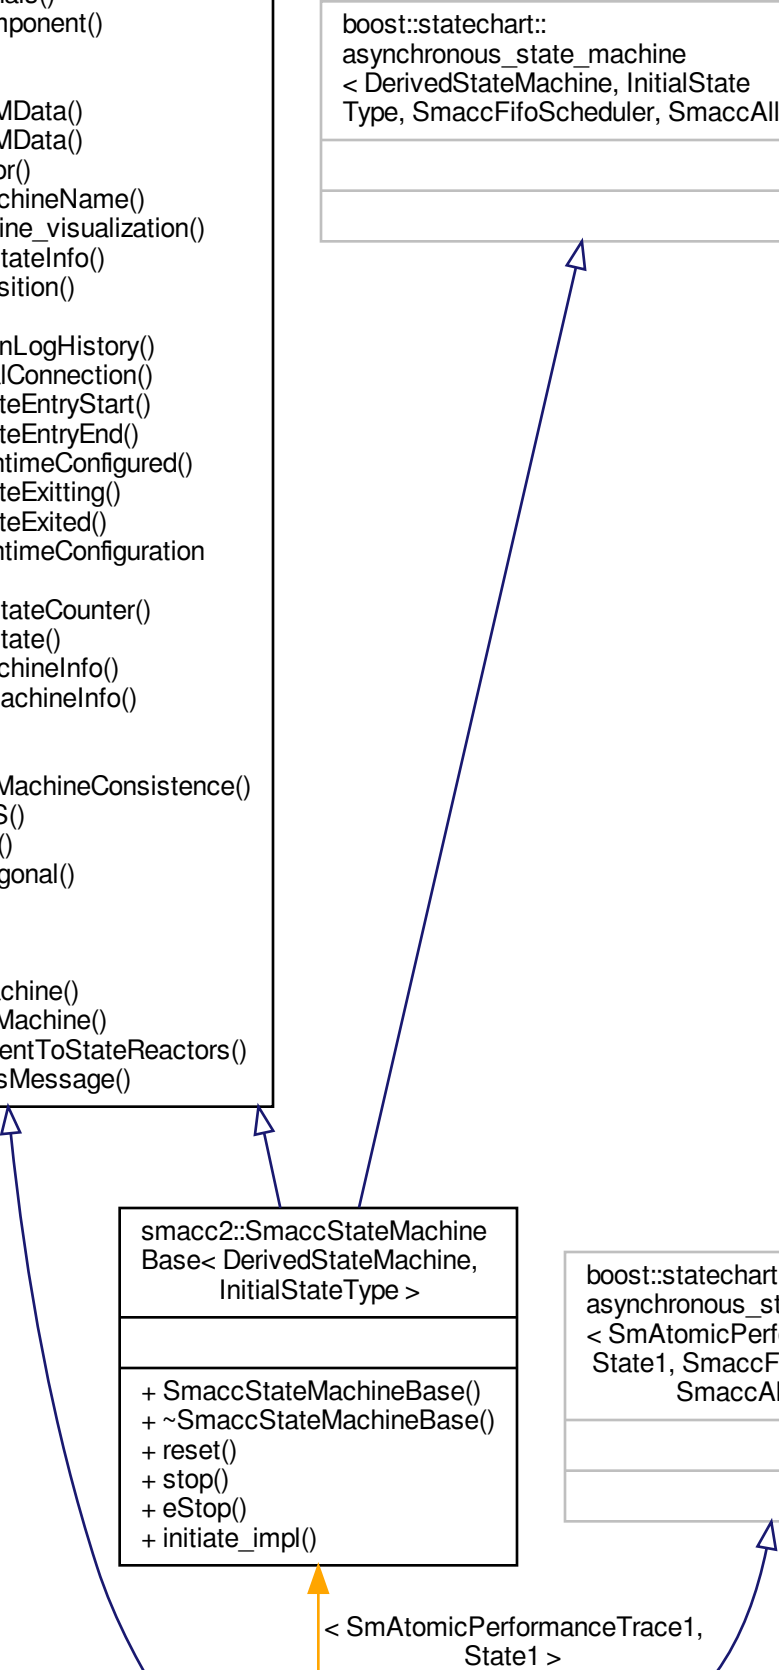 mponent()
MData()
MData()
or()
chineName()
ine_visualization()
tateInfo()
sition()
nLogHistory()
lConnection()
teEntryStart()
teEntryEnd()
ntimeConfigured()
teExitting()
teExited()
ntimeConfiguration
tateCounter()
tate()
chineInfo()
achineInfo()
MachineConsistence()
S()
()
gonal()
chine()
Machine()
entToStateReactors()
sMessage()
boost::statechart::
asynchronous_state_machine
< DerivedStateMachine, InitialState
Type, SmaccFifoScheduler, SmaccAll
smacc2::SmaccStateMachine
Base< DerivedStateMachine,
InitialStateType >
+ SmaccStateMachineBase()
+ ~SmaccStateMachineBase()
+ reset()
+ stop()
+ eStop()
+ initiate_impl()
boost::statechart
asynchronous_st
< SmAtomicPerf
State1, SmaccF
SmaccAl
< SmAtomicPerformanceTrace1,
State1 >